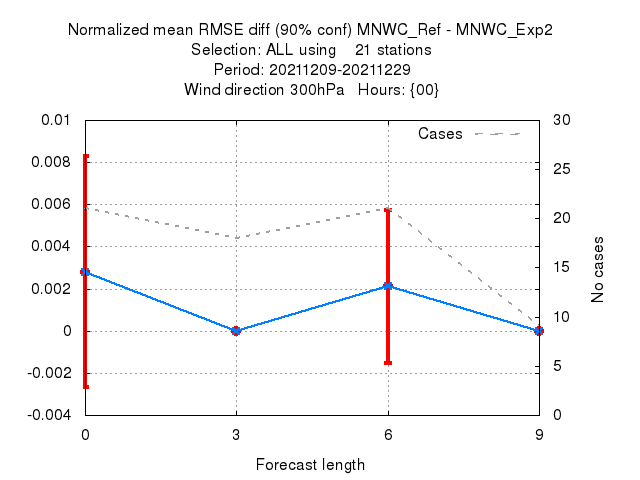 Normalized mean RMSE diff (90% conf) MNWC_Ref - MNWC_Exp2
Selection: ALL using    21 stations
Period: 20211209-20211229
Wind direction 300hPa   Hours: {00}
Cases
0.01
0.008
0.006
0.004
0.002
0
-0.002
-0.004
30
25
20
15
10
5
0
No cases
0
3
6
9
Forecast length